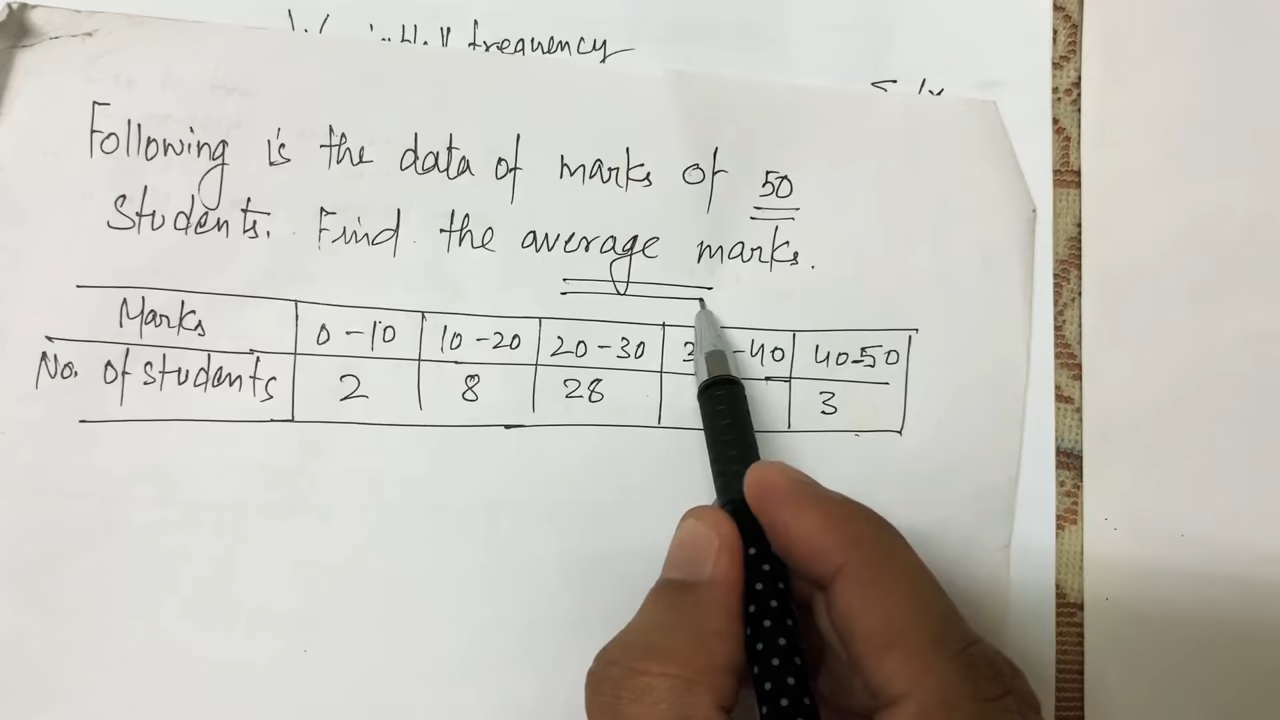 frequency
Following is the data of marks of 50
Students. Find the average marks.
Marks 0-10 10-20 20-30 -40 40-50
No. of students 2 8 28 3